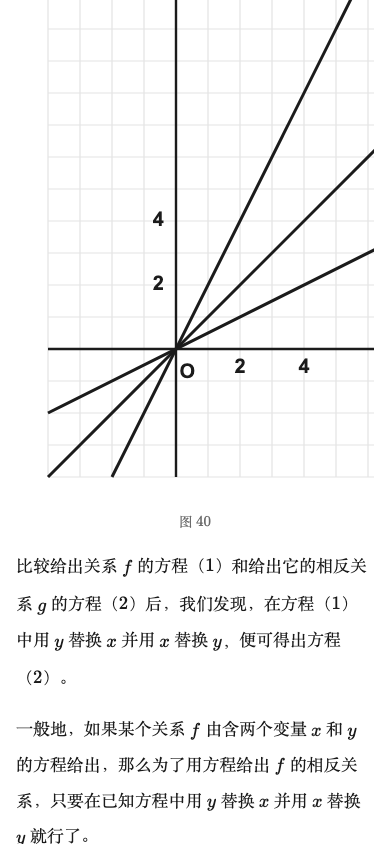 4
2
O 2 4
图 40
比较给出关系 f 的方程（1）和给出它的相反关
系 g 的方程（2）后，我们发现，在方程（1）
中用 y 替换 x 并用 x 替换 y，便可得出方程
（2）。
一般地，如果某个关系 f 由含两个变量 x 和 y
的方程给出，那么为了用方程给出 f 的相反关
系，只要在已知方程中用 y 替换 x 并用 x 替换
y 就行了。